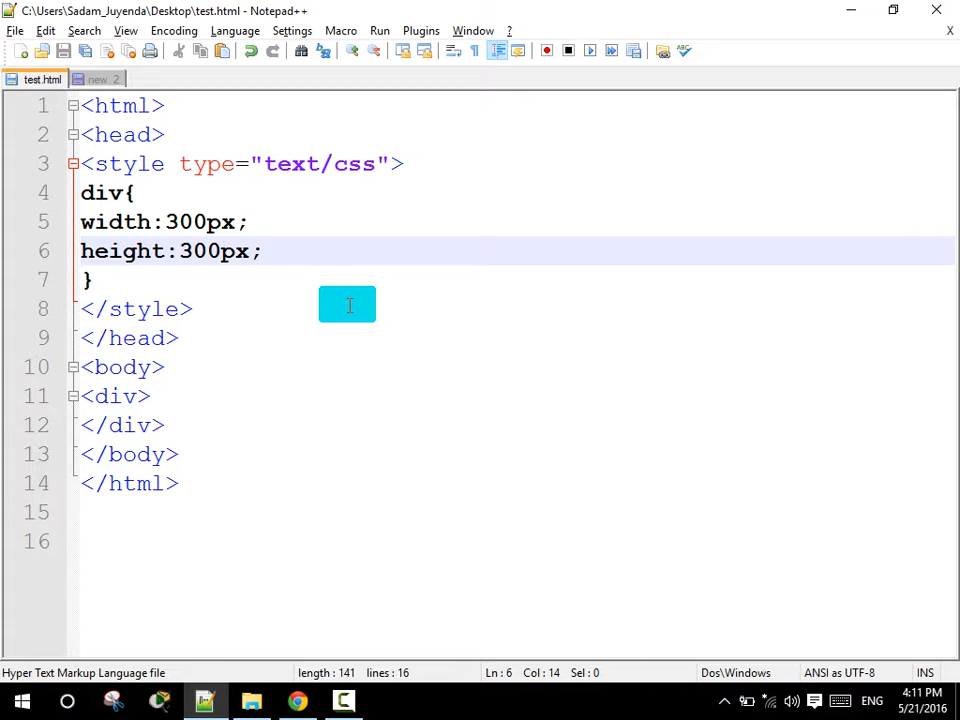 C:\Users\Sadam_Juyenda\Desktop\test.html - Notepad++
File Edit Search View Encoding Language Settings Macro Run Plugins Window ? X
test.html new 2
1 <html>
2 <head>
3 <style type="text/css">
4 div{
5 width:300px;
6 height:300px;
7 }
8 </style>
9 </head>
10 <body>
11 <div>
12 </div>
13 </body>
14 </html>
15
16
Hyper Text Markup Language file length : 141 lines : 16 Ln : 6 Col : 14 Sel : 0 Dos\Windows ANSI as UTF-8 INS
ENG 4:11 PM
5/21/2016